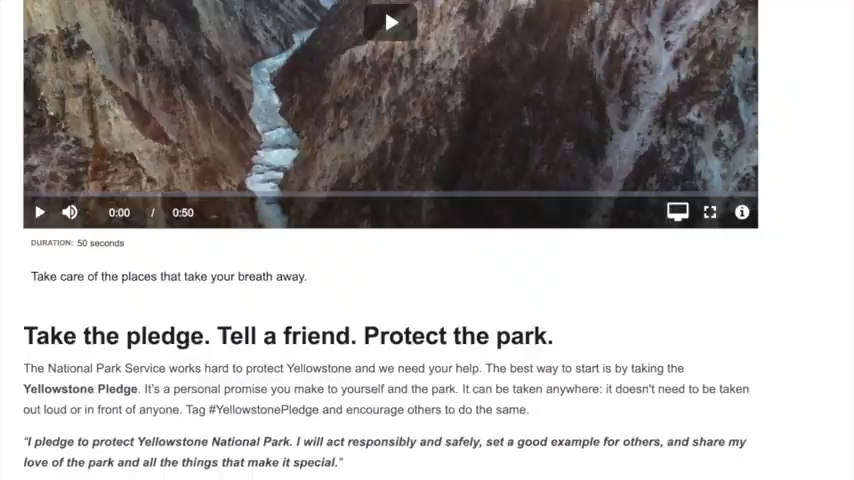 0:00 / 0:50
DURATION: 50 seconds
Take care of the places that take your breath away.
Take the pledge. Tell a friend. Protect the park.
The National Park Service works hard to protect Yellowstone and we need your help. The best way to start is by taking the
Yellowstone Pledge. It's a personal promise you make to yourself and the park. It can be taken anywhere: it doesn't need to be taken
out loud or in front of anyone. Tag #YellowstonePledge and encourage others to do the same.
"I pledge to protect Yellowstone National Park. I will act responsibly and safely, set a good example for others, and share my
love of the park and all the things that make it special."